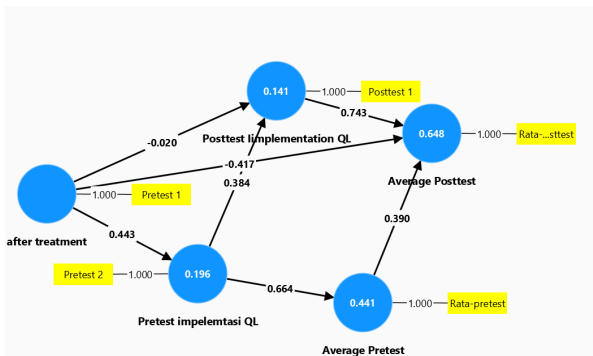 0.141
1.000
Posttest 1
0.743
Posttest Iimplementation QL
0.648
1.000
Rata-...sttest
-0.020
-0.417
Average Posttest
0.384
1.000
Pretest 1
after treatment
0.443
0.390
Pretest 2
1.000
0.196
0.664
0.441
1.000
Rata-pretest
Pretest impelemtasi QL
Average Pretest